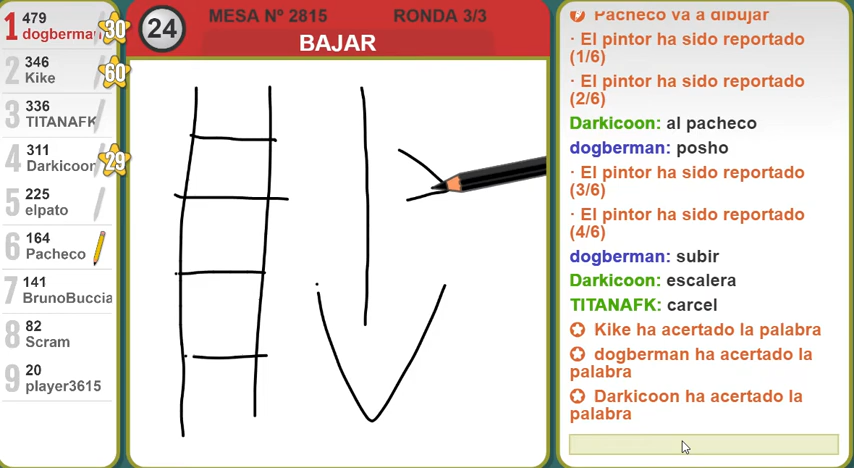 1 479
dogberman 30
2 346
Kike 60
3 336
TITANAFK
4 311
Darkicoon 29
5 225
elpato
6 164
Pacheco
7 141
BrunoBuccia
8 82
Scram
9 20
player3615
24
MESA Nº 2815 RONDA 3/3
BAJAR
Pacheco va a dibujar
· El pintor ha sido reportado
(1/6)
· El pintor ha sido reportado
(2/6)
Darkicoon: al pacheco
dogberman: posho
· El pintor ha sido reportado
(3/6)
· El pintor ha sido reportado
(4/6)
dogberman: subir
Darkicoon: escalera
TITANAFK: carcel
Kike ha acertado la palabra
dogberman ha acertado la
palabra
Darkicoon ha acertado la
palabra